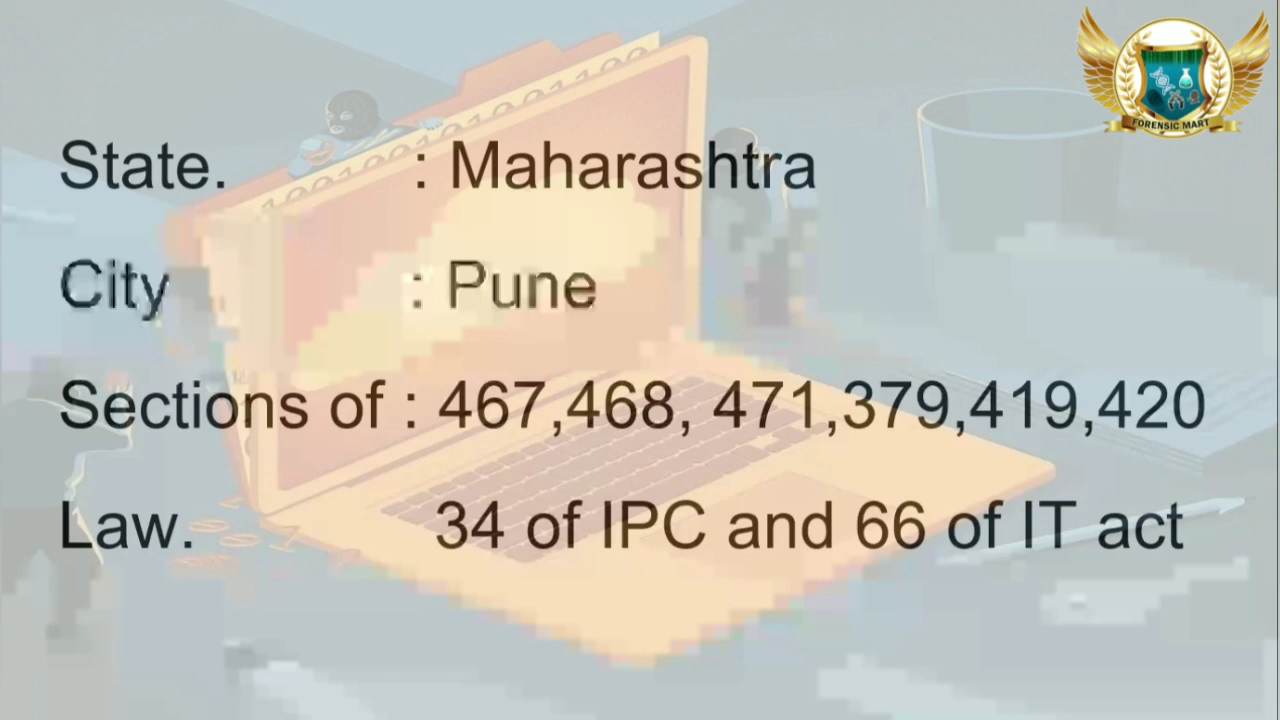 FORENSIC MART
State. : Maharashtra
City : Pune
Sections of : 467,468, 471,379,419,420
Law. 34 of IPC and 66 of IT act
1001001010011001100